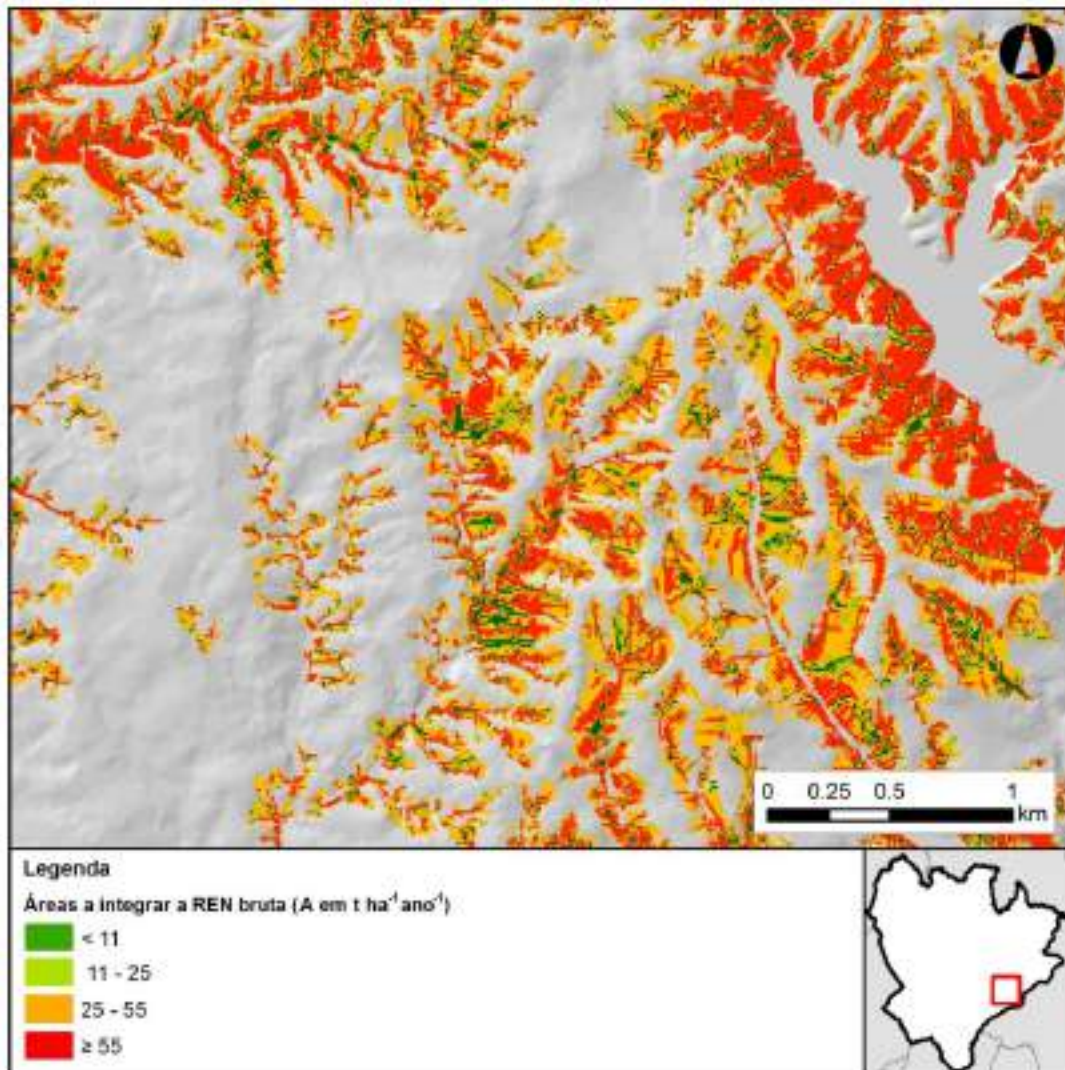 0 0.25 0.5 1
km
Legenda
Áreas a integrar a REN bruta (A em t ha⁻¹ ano⁻¹)
< 11
11 - 25
25 - 55
≥ 55